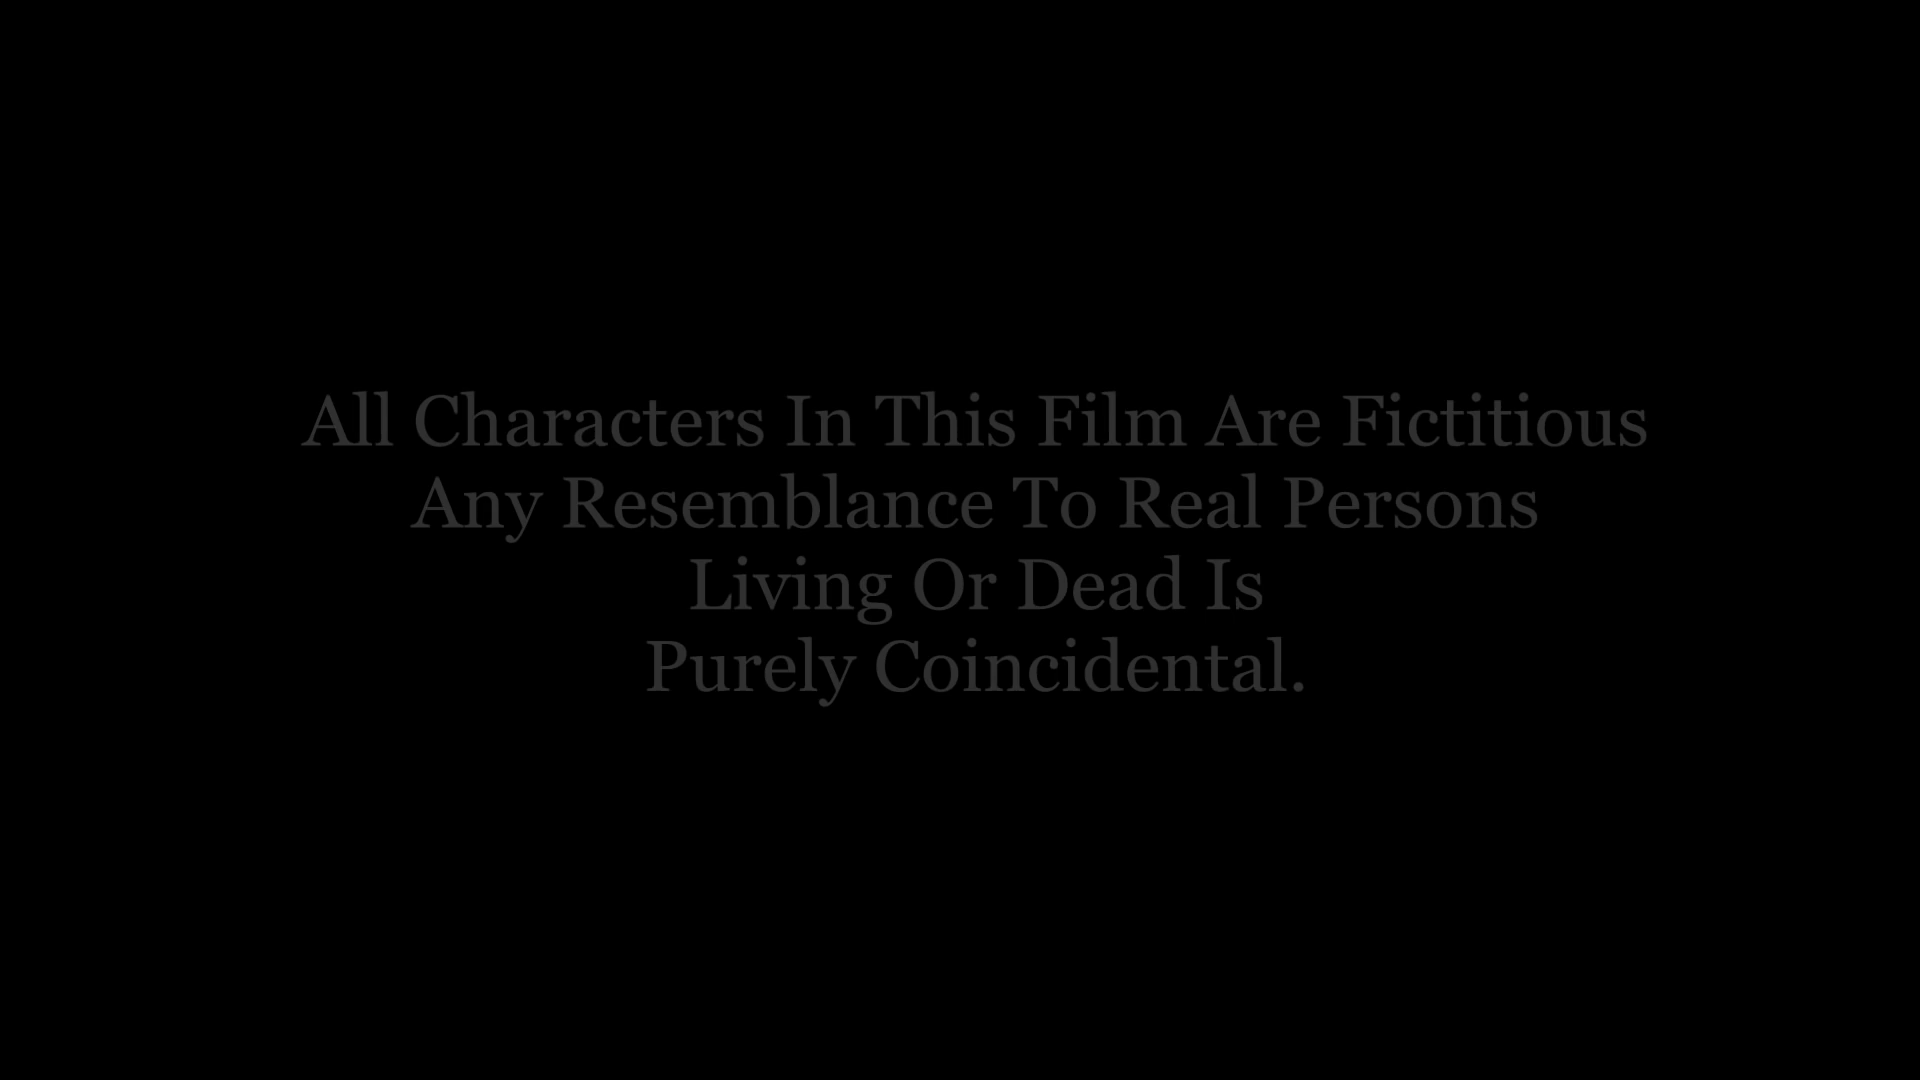 All Characters In This Film Are Fictitious
Any Resemblance To Real Persons
Living Or Dead Is
Purely Coincidental.